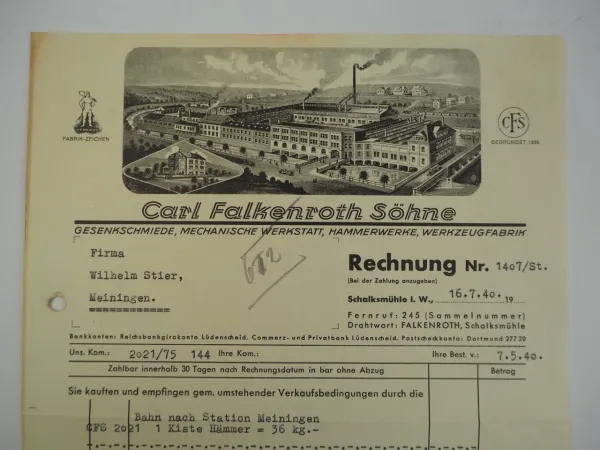 FABRIK-ZEICHEN
CFS
Carl Falkenroth Söhne
GESENKSCHMIEDE, MECHANISCHE WERKSTATT, HAMMERWERKE, WERKZEUGFABRIK
Firma
Wilhelm Stier,
Meiningen.
Rechnung Nr. 1407/St.
(Bei der Zahlung anzugeben)
Schalksmühle i. W., 16.7.40. 19
Fernruf: 245 (Sammelnummer)
Drahtwort: FALKENROTH, Schalksmühle
Bankkonten: Reichsbankgirokonto Lüdenscheid. Commerz- und Privatbank Lüdenscheid. Postscheckkonto: Dortmund 277 20
Uns. Kom.: 2021/75 144 Ihre Kom.: Ihre Best. v.: 7.5.40.
Zahlbar innerhalb 30 Tagen nach Rechnungsdatum in bar ohne Abzug Betrag
Sie kauften und empfingen gem. umstehender Verkaufsbedingungen durch die
Bahn nach Station Meiningen
CFS 2021 1 Kiste Hämmer = 36 kg.-